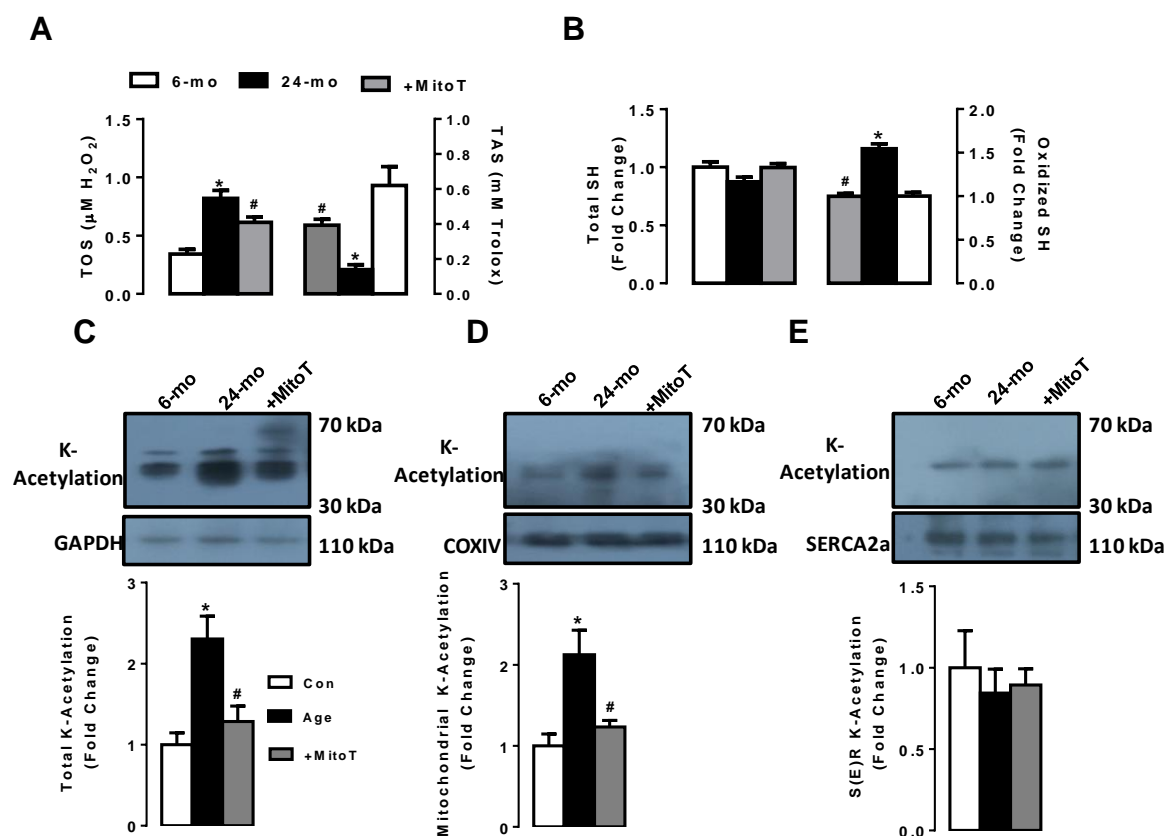 A
6-mo 24-mo +MitoT
TOS (µM H2O2)
1.5
1.0
0.5
0.0
*
#
#
*
1.0
0.8
0.6
0.4
0.2
0.0
TAS (mM Trolox)
B
Total SH
(Fold Change)
1.5
1.0
0.5
0.0
#
*
2.0
1.5
1.0
0.5
0.0
Oxidized SH
(Fold Change)
C
6-mo 24-mo +MitoT
K-
Acetylation
70 kDa
30 kDa
GAPDH
110 kDa
Total K-Acetylation
(Fold Change)
3
2
1
0
*
#
Con
Age
+MitoT
D
6-mo 24-mo +MitoT
K-
Acetylation
70 kDa
30 kDa
COXIV
110 kDa
Mitochondrial K-Acetylation
(Fold Change)
3
2
1
0
*
#
E
6-mo 24-mo +MitoT
K-
Acetylation
70 kDa
30 kDa
SERCA2a
110 kDa
S(E)R K-Acetylation
(Fold Change)
1.5
1.0
0.5
0.0